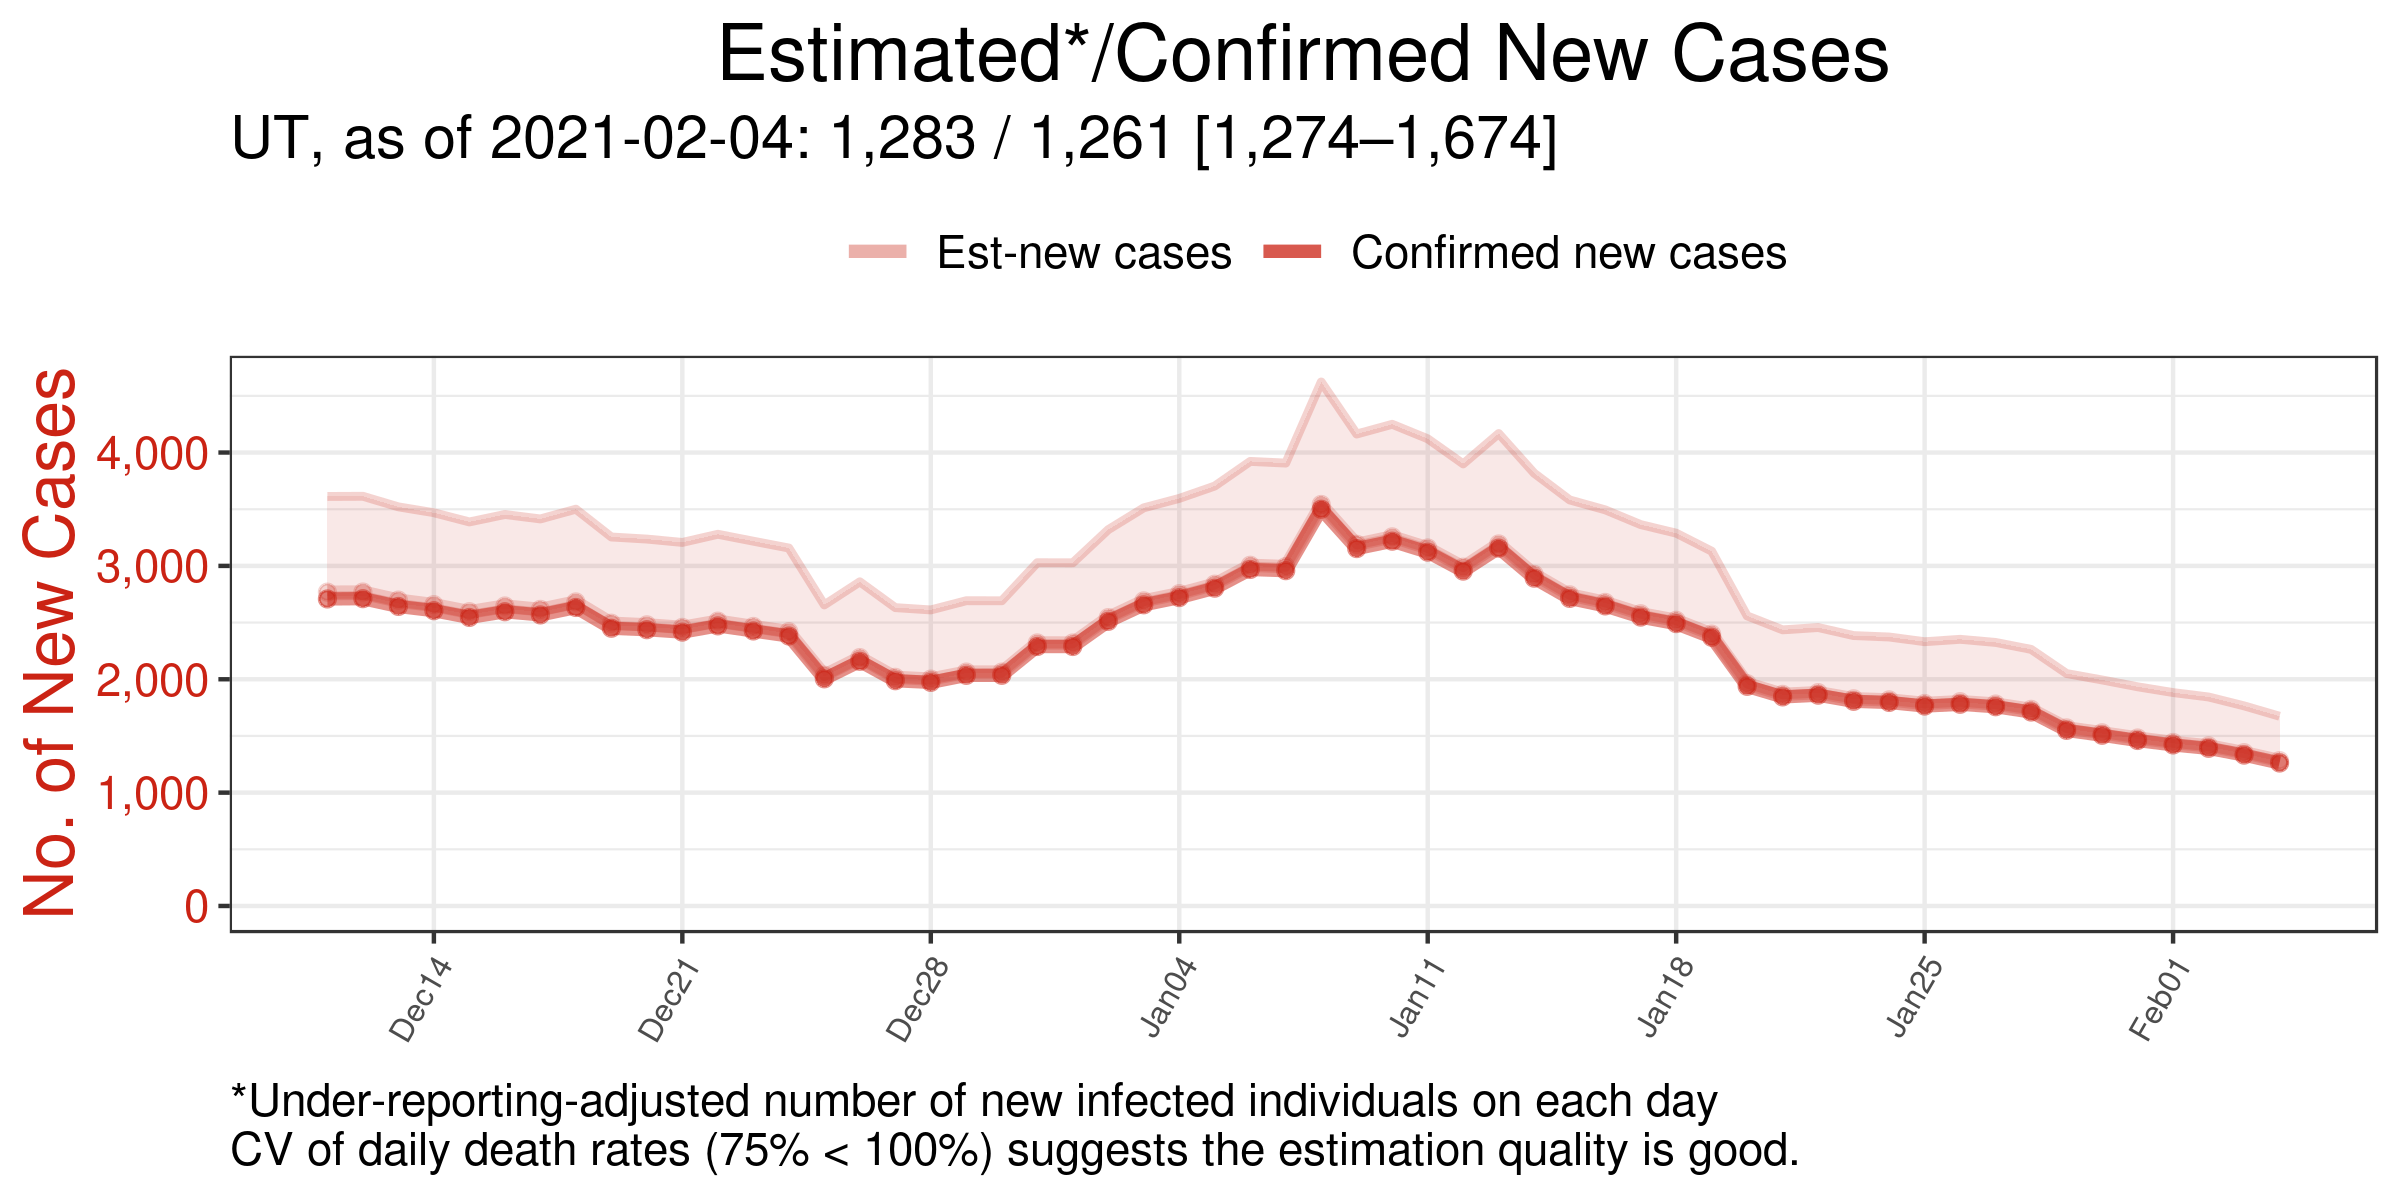 Estimated*/Confirmed New Cases
UT, as of 2021-02-04: 1,283 / 1,261 [1,274–1,674]
Est-new cases
Confirmed new cases
No. of New Cases
4,000
3,000
2,000
1,000
0
Dec14
Dec21
Dec28
Jan04
Jan11
Jan18
Jan25
Feb01
*Under-reporting-adjusted number of new infected individuals on each day
CV of daily death rates (75% < 100%) suggests the estimation quality is good.